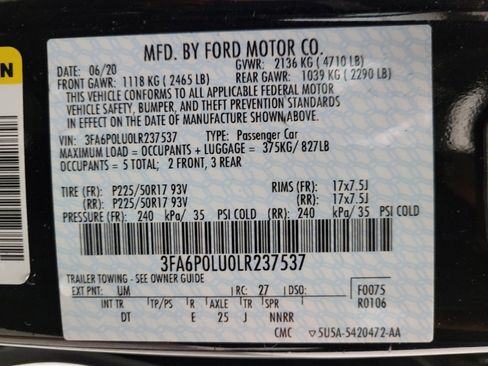 MFD. BY FORD MOTOR CO.
DATE: 06/20 GVWR: 2136 KG (4710 LB)
FRONT GAWR: 1118 KG (2465 LB) REAR GAWR: 1039 KG (2290 LB)
THIS VEHICLE CONFORMS TO ALL APPLICABLE FEDERAL MOTOR
VEHICLE SAFETY, BUMPER, AND THEFT PREVENTION STANDARDS
IN EFFECT ON THE DATE OF MANUFACTURE SHOWN ABOVE.
VIN: 3FA6P0LU0LR237537 TYPE: Passenger Car
MAXIMUM LOAD = OCCUPANTS + LUGGAGE = 375KG/827LB
OCCUPANTS = 5 TOTAL; 2 FRONT, 3 REAR
TIRE (FR): P225/50R17 93V RIMS (FR): 17x7.5J
(RR): P225/50R17 93V (RR): 17x7.5J
PRESSURE (FR): 240 kPa/ 35 PSI COLD (RR): 240 kPa/ 35 PSI COLD
3FA6P0LU0LR237537
TRAILER TOWING - SEE OWNER GUIDE
EXT PNT: UM RC: 27 DSO: F0075
INT TR TP/PS R AXLE TR SPR R0106
DT E 25 J NNRR
CMC 5U5A-5420472-AA